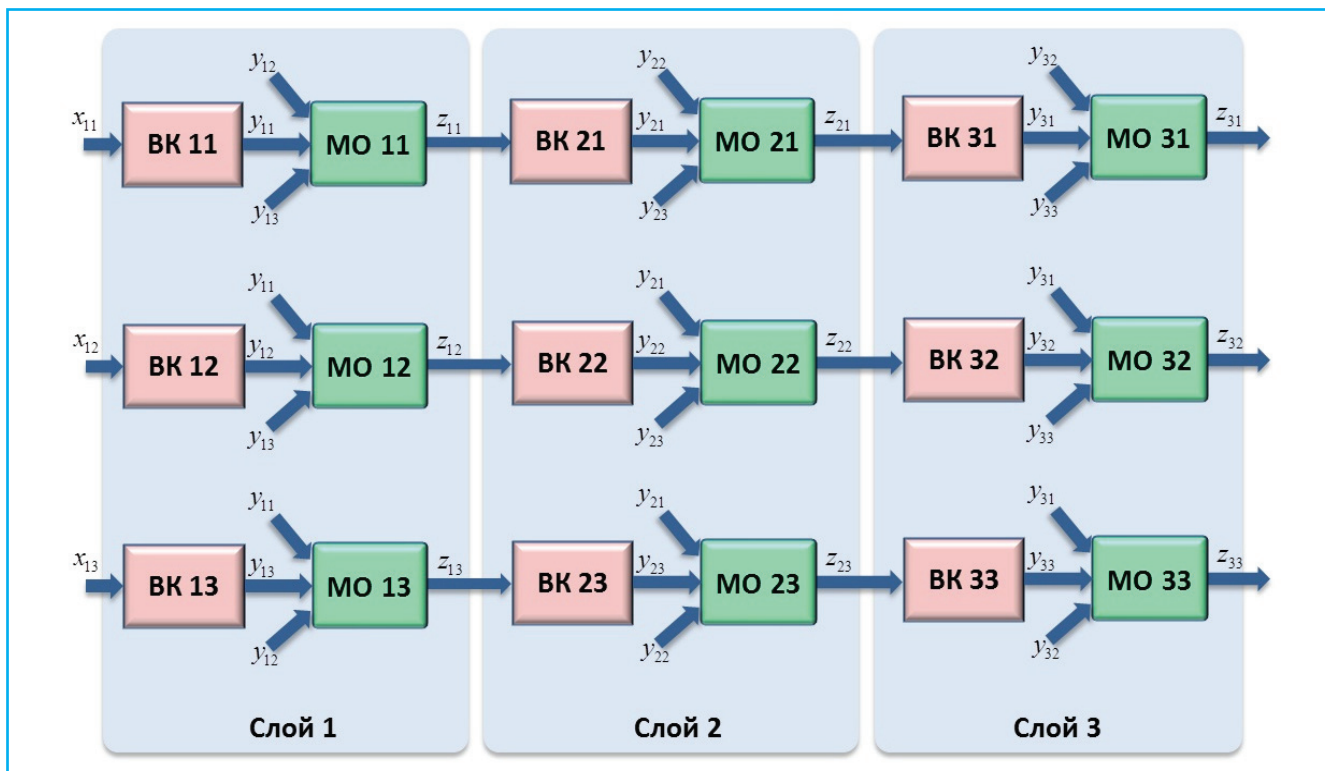 y₁₂ y₂₂ y₃₂
x₁₁ ВК 11 y₁₁ МО 11 z₁₁ ВК 21 y₂₁ МО 21 z₂₁ ВК 31 y₃₁ МО 31 z₃₁
y₁₃ y₂₃ y₃₃
y₁₁ y₂₁ y₃₁
x₁₂ ВК 12 y₁₂ МО 12 z₁₂ ВК 22 y₂₂ МО 22 z₂₂ ВК 32 y₃₂ МО 32 z₃₂
y₁₃ y₂₃ y₃₃
y₁₁ y₂₁ y₃₁
x₁₃ ВК 13 y₁₃ МО 13 z₁₃ ВК 23 y₂₃ МО 23 z₂₃ ВК 33 y₃₃ МО 33 z₃₃
y₁₂ y₂₂ y₃₂
Слой 1 Слой 2 Слой 3